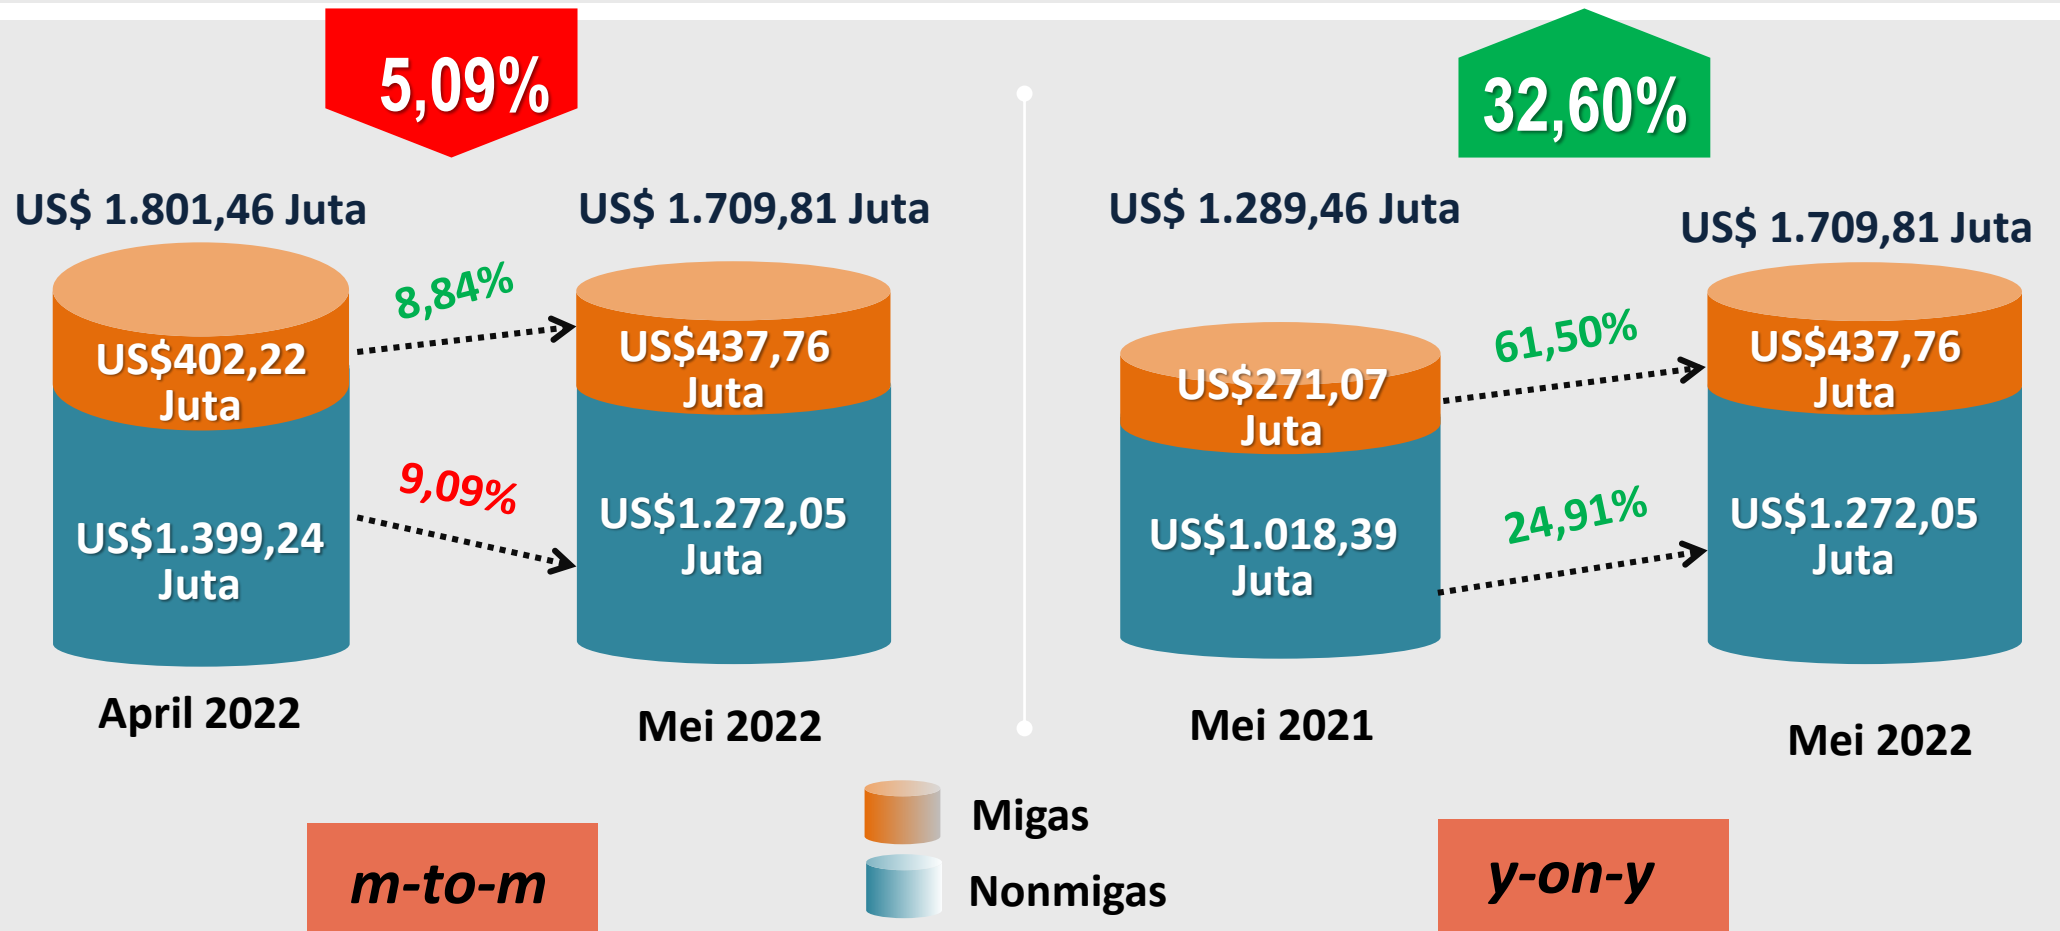 5,09%
US$ 1.801,46 Juta
US$ 1.709,81 Juta
8,84%
US$402,22
Juta
US$437,76
Juta
9,09%
US$1.399,24
Juta
US$1.272,05
Juta
April 2022
Mei 2022
m-to-m
32,60%
US$ 1.289,46 Juta
US$ 1.709,81 Juta
61,50%
US$271,07
Juta
US$437,76
Juta
24,91%
US$1.018,39
Juta
US$1.272,05
Juta
Mei 2021
Mei 2022
y-on-y
Migas
Nonmigas